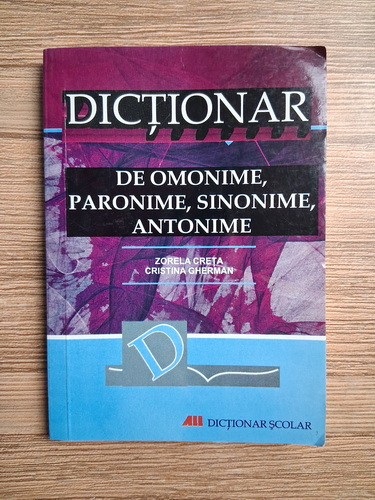 DICȚIONAR
DE OMONIME,
PARONIME, SINONIME,
ANTONIME
ZORELA CREȚA
CRISTINA GHERMAN
D
ALL DICȚIONAR ȘCOLAR